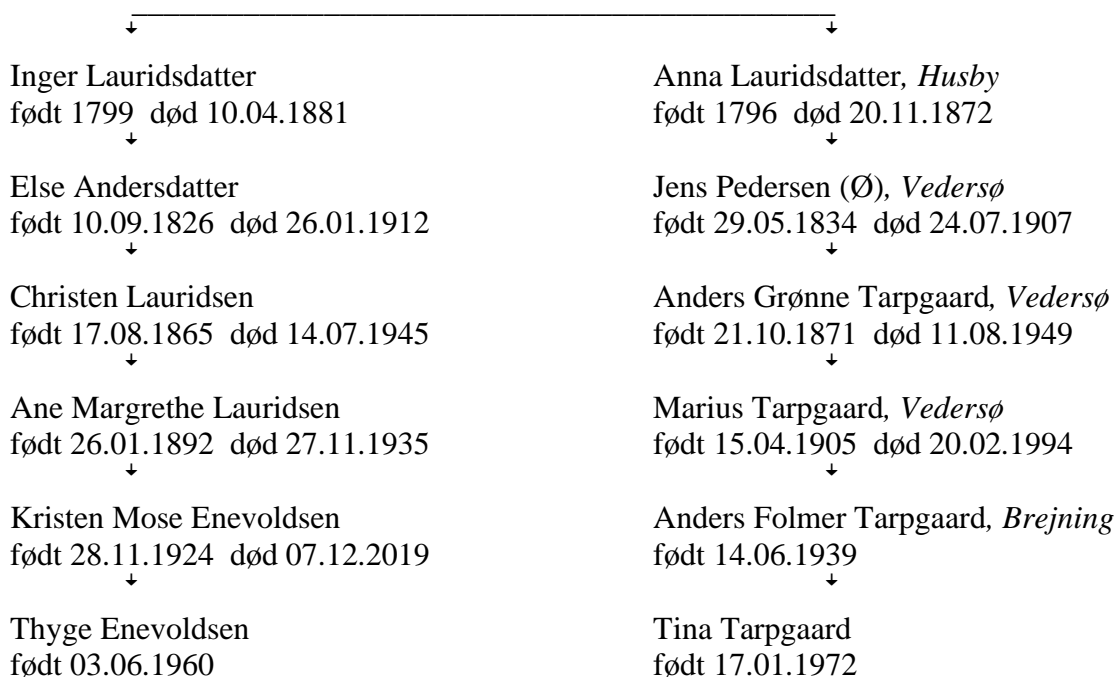 Inger Lauridsdatter
født 1799 død 10.04.1881
Else Andersdatter
født 10.09.1826 død 26.01.1912
Christen Lauridsen
født 17.08.1865 død 14.07.1945
Ane Margrethe Lauridsen
født 26.01.1892 død 27.11.1935
Kristen Mose Enevoldsen
født 28.11.1924 død 07.12.2019
Thyge Enevoldsen
født 03.06.1960
Anna Lauridsdatter, Husby
født 1796 død 20.11.1872
Jens Pedersen (Ø), Vedersø
født 29.05.1834 død 24.07.1907
Anders Grønne Tarpgaard, Vedersø
født 21.10.1871 død 11.08.1949
Marius Tarpgaard, Vedersø
født 15.04.1905 død 20.02.1994
Anders Folmer Tarpgaard, Brejning
født 14.06.1939
Tina Tarpgaard
født 17.01.1972